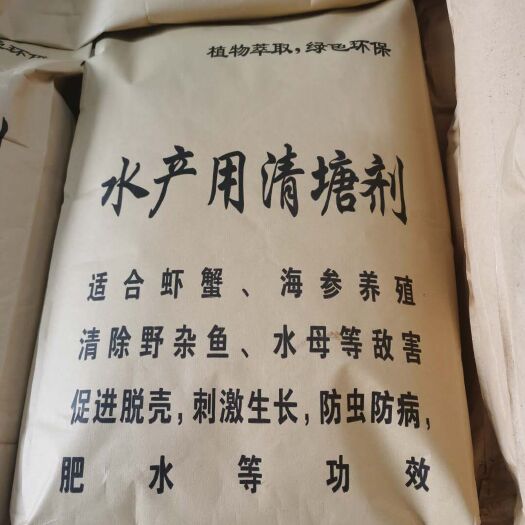 植物萃取,绿色环保
水产用清塘剂
适合虾蟹、海参养殖
清除野杂鱼、水母等敌害
促进脱壳,刺激生长,防虫防病,
肥水等功效